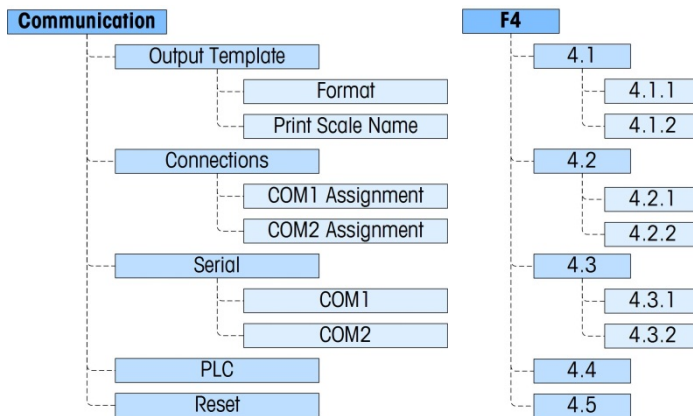 Communication
Output Template
Format
Print Scale Name
Connections
COM1 Assignment
COM2 Assignment
Serial
COM1
COM2
PLC
Reset
F4
4.1
4.1.1
4.1.2
4.2
4.2.1
4.2.2
4.3
4.3.1
4.3.2
4.4
4.5